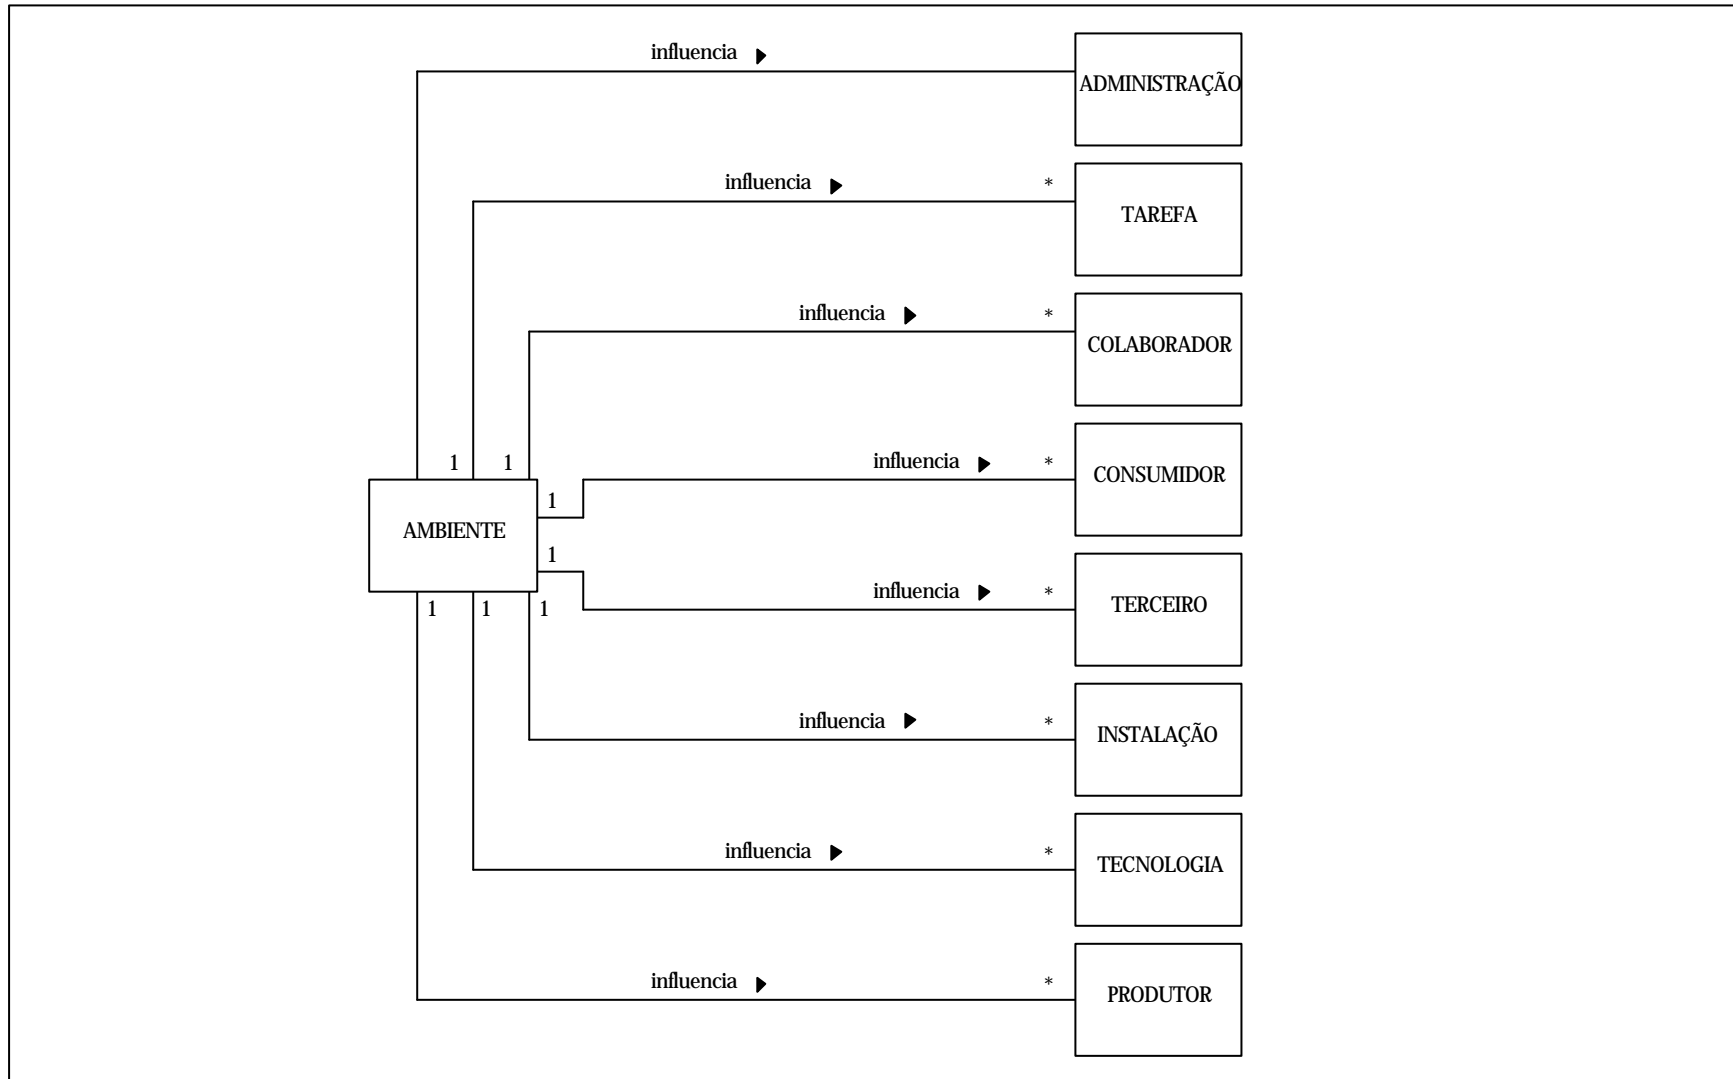 influencia
ADMINISTRAÇÃO
influencia *
TAREFA
influencia *
COLABORADOR
1 1
influencia *
CONSUMIDOR
1
AMBIENTE
1
influencia *
TERCEIRO
1 1 1
influencia *
INSTALAÇÃO
influencia *
TECNOLOGIA
influencia *
PRODUTOR